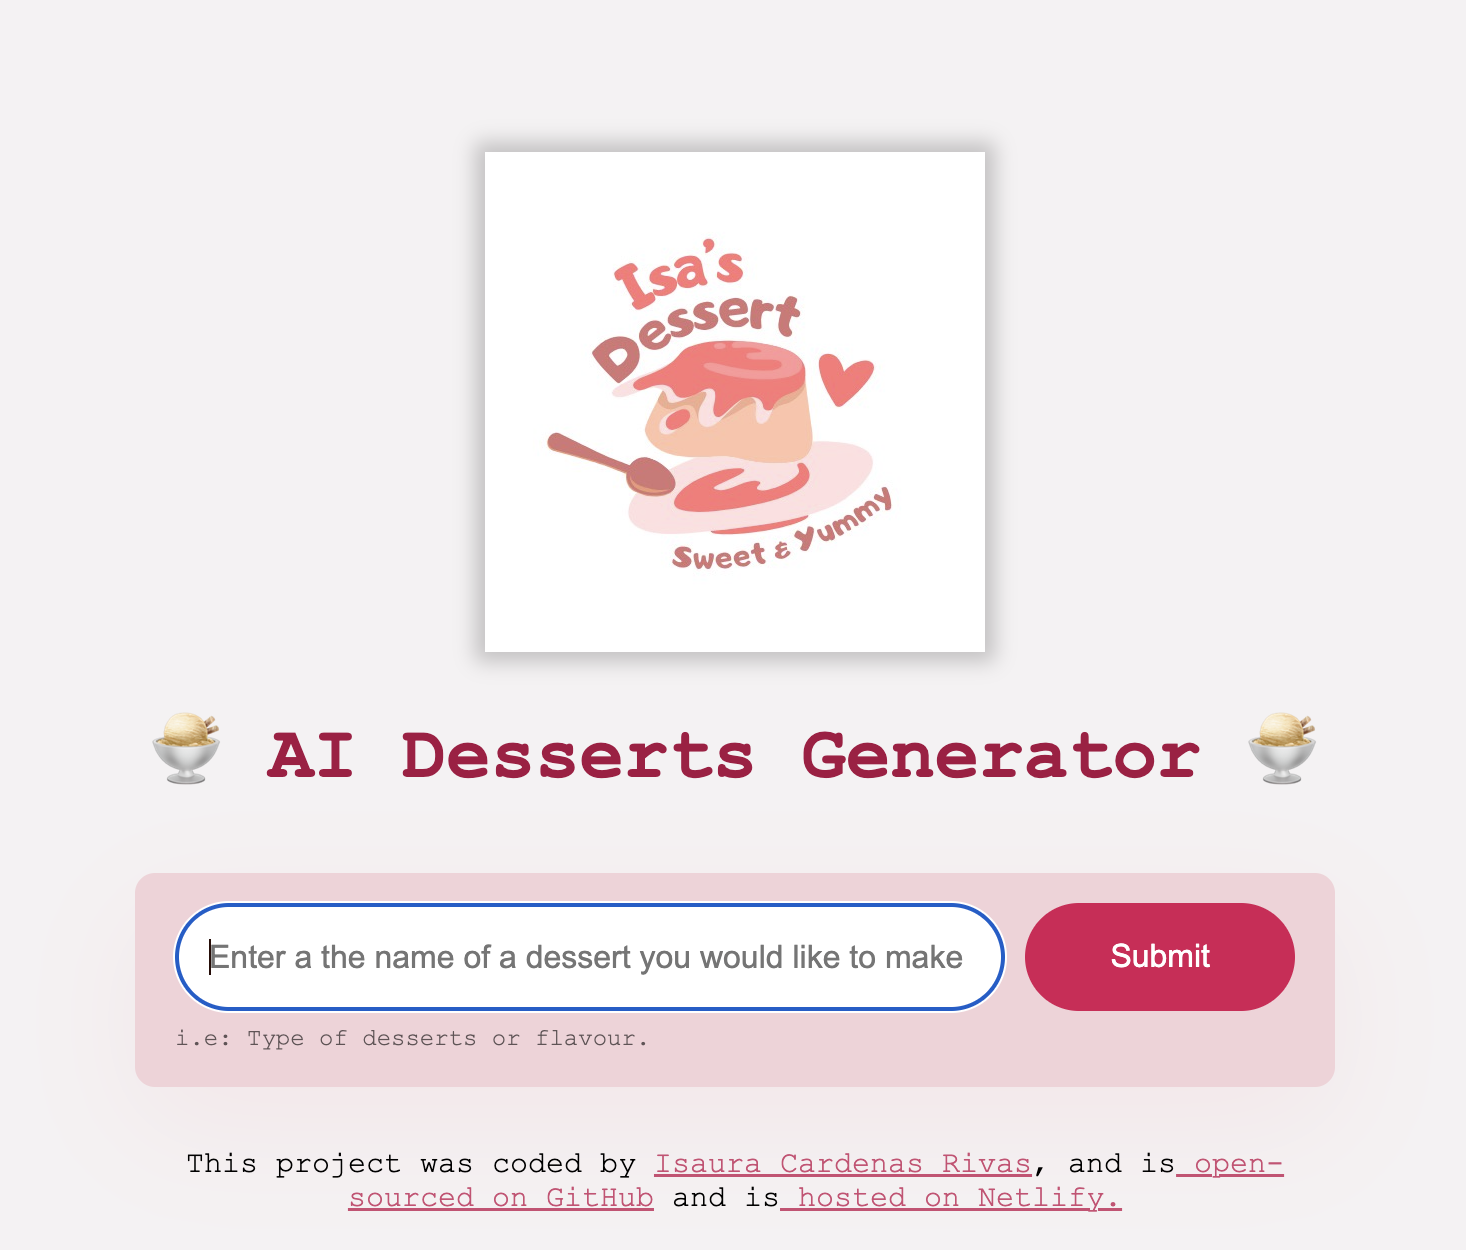 Isa's
Dessert
Sweet & Yummy
AI Desserts Generator
Enter a the name of a dessert you would like to make
Submit
i.e: Type of desserts or flavour.
This project was coded by Isaura Cardenas Rivas, and is open-
sourced on GitHub and is hosted on Netlify.